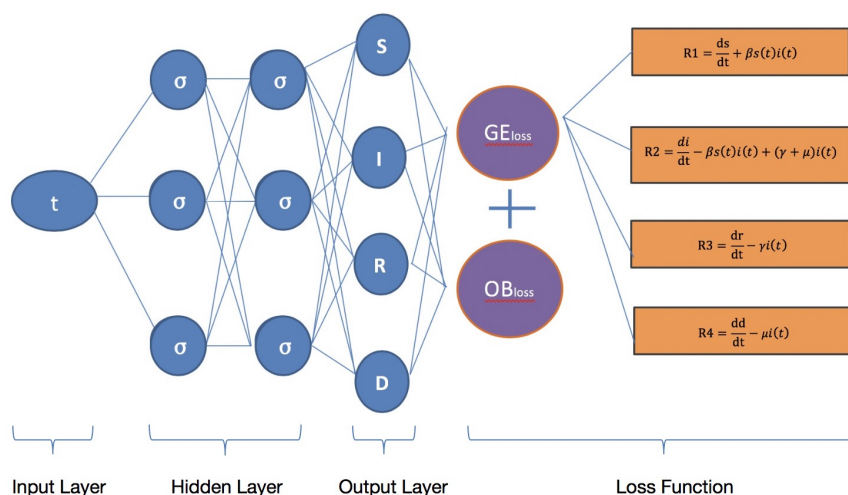 t
σ
σ
σ
σ
σ
σ
S
I
R
D
GEloss
+
OBloss
R1 = ds/dt + βs(t)i(t)
R2 = di/dt − βs(t)i(t) + (γ + μ)i(t)
R3 = dr/dt − γi(t)
R4 = dd/dt − μi(t)
Input Layer
Hidden Layer
Output Layer
Loss Function